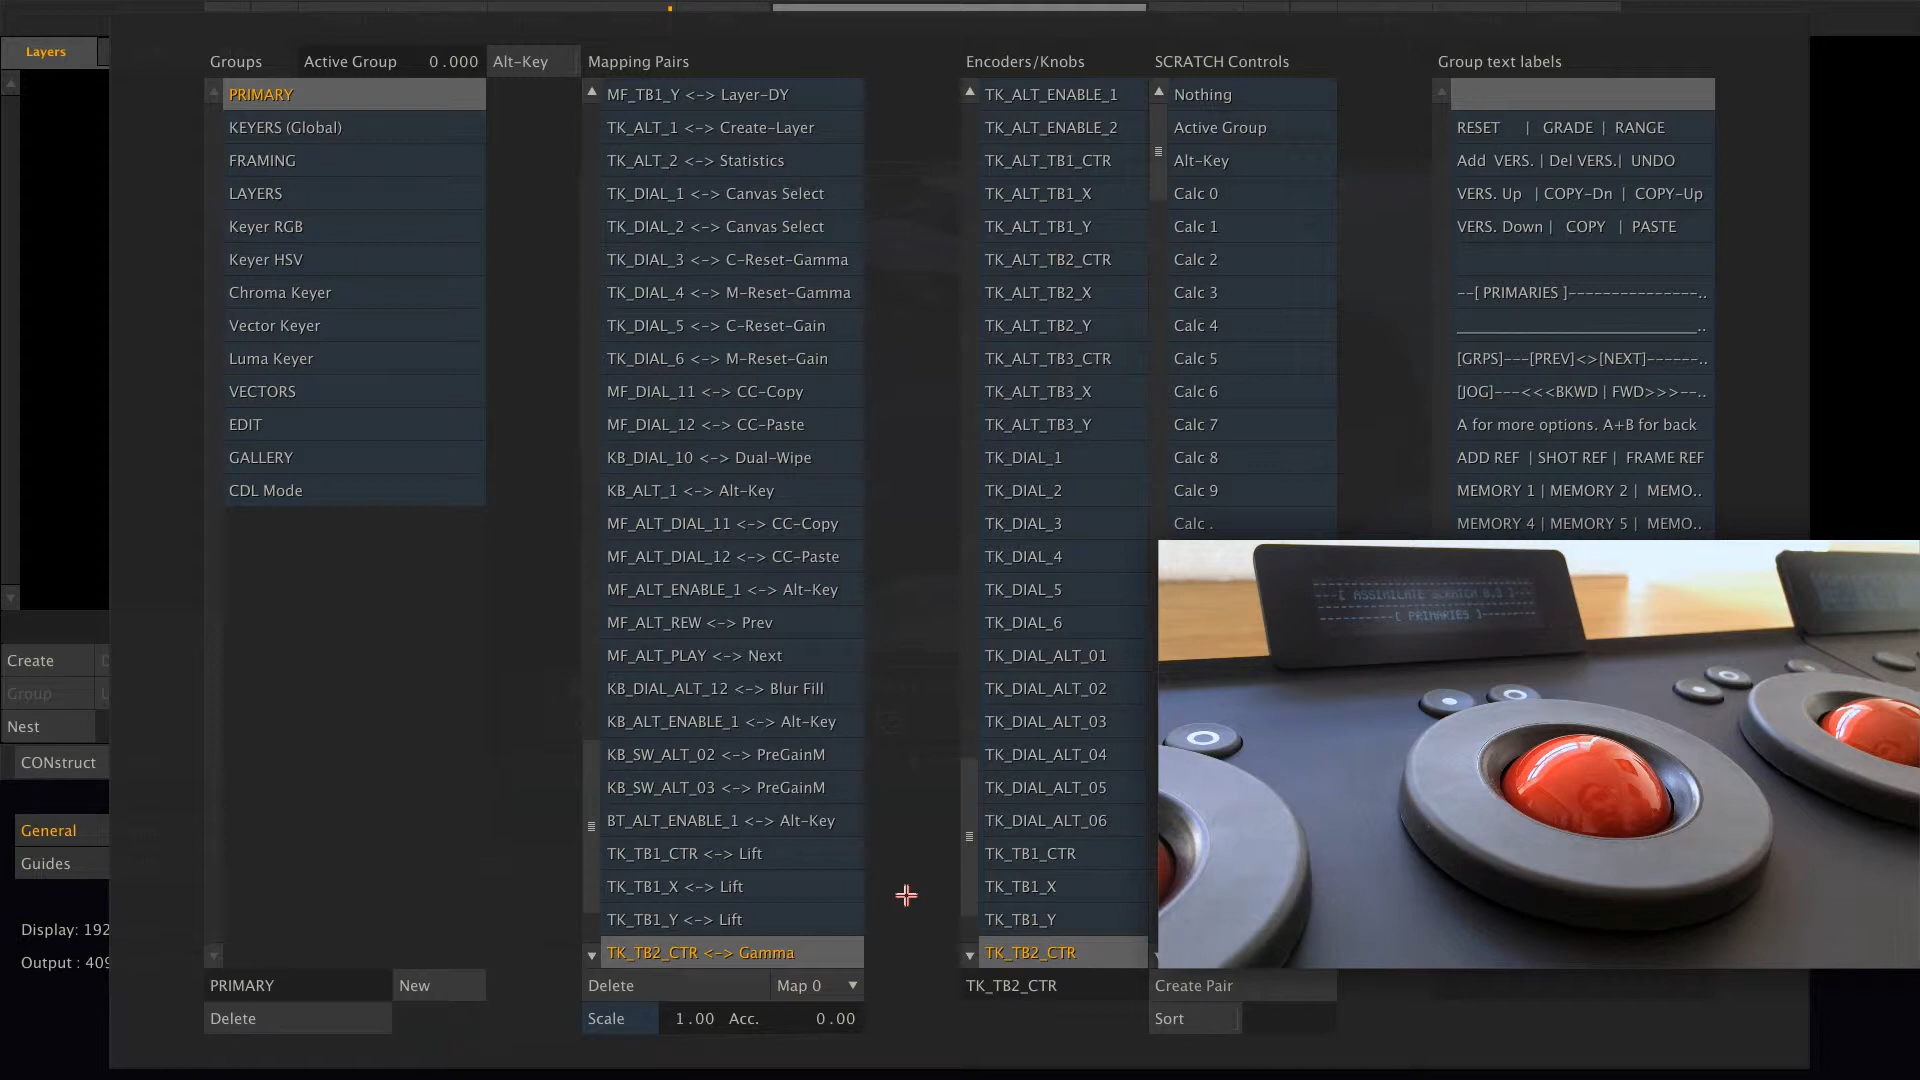 Layers
Groups
Active Group 0.000
Alt-Key
Mapping Pairs
Encoders/Knobs
SCRATCH Controls
Group text labels
PRIMARY
KEYERS (Global)
FRAMING
LAYERS
Keyer RGB
Keyer HSV
Chroma Keyer
Vector Keyer
Luma Keyer
VECTORS
EDIT
GALLERY
CDL Mode
MF_TB1_Y <-> Layer-DY
TK_ALT_1 <-> Create-Layer
TK_ALT_2 <-> Statistics
TK_DIAL_1 <-> Canvas Select
TK_DIAL_2 <-> Canvas Select
TK_DIAL_3 <-> C-Reset-Gamma
TK_DIAL_4 <-> M-Reset-Gamma
TK_DIAL_5 <-> C-Reset-Gain
TK_DIAL_6 <-> M-Reset-Gain
MF_DIAL_11 <-> CC-Copy
MF_DIAL_12 <-> CC-Paste
KB_DIAL_10 <-> Dual-Wipe
KB_ALT_1 <-> Alt-Key
MF_ALT_DIAL_11 <-> CC-Copy
MF_ALT_DIAL_12 <-> CC-Paste
MF_ALT_ENABLE_1 <-> Alt-Key
MF_ALT_REW <-> Prev
MF_ALT_PLAY <-> Next
KB_DIAL_ALT_12 <-> Blur Fill
KB_ALT_ENABLE_1 <-> Alt-Key
KB_SW_ALT_02 <-> PreGainM
KB_SW_ALT_03 <-> PreGainM
BT_ALT_ENABLE_1 <-> Alt-Key
TK_TB1_CTR <-> Lift
TK_TB1_X <-> Lift
TK_TB1_Y <-> Lift
TK_TB2_CTR <-> Gamma
TK_ALT_ENABLE_1
TK_ALT_ENABLE_2
TK_ALT_TB1_CTR
TK_ALT_TB1_X
TK_ALT_TB1_Y
TK_ALT_TB2_CTR
TK_ALT_TB2_X
TK_ALT_TB2_Y
TK_ALT_TB3_CTR
TK_ALT_TB3_X
TK_ALT_TB3_Y
TK_DIAL_1
TK_DIAL_2
TK_DIAL_3
TK_DIAL_4
TK_DIAL_5
TK_DIAL_6
TK_DIAL_ALT_01
TK_DIAL_ALT_02
TK_DIAL_ALT_03
TK_DIAL_ALT_04
TK_DIAL_ALT_05
TK_DIAL_ALT_06
TK_TB1_CTR
TK_TB1_X
TK_TB1_Y
TK_TB2_CTR
Nothing
Active Group
Alt-Key
Calc 0
Calc 1
Calc 2
Calc 3
Calc 4
Calc 5
Calc 6
Calc 7
Calc 8
Calc 9
Calc .
RESET | GRADE | RANGE
Add VERS. | Del VERS.| UNDO
VERS. Up | COPY-Dn | COPY-Up
VERS. Down | COPY | PASTE
--[ PRIMARIES ]---------------..
______________________________..
[GRPS]---[PREV]<>[NEXT]------..
[JOG]---<<<BKWD | FWD>>>--..
A for more options. A+B for back
ADD REF | SHOT REF | FRAME REF
MEMORY 1 | MEMORY 2 | MEMO..
MEMORY 4 | MEMORY 5 | MEMO..
---[ ASSIMILATE SCRATCH 8.3 ]---
----------[ PRIMARIES ]---------
Create
Group
Nest
CONstruct
General
Guides
Display: 192
Output : 409
PRIMARY
New
Delete
Delete
Map 0
Scale 1.00 Acc. 0.00
TK_TB2_CTR
Create Pair
Sort